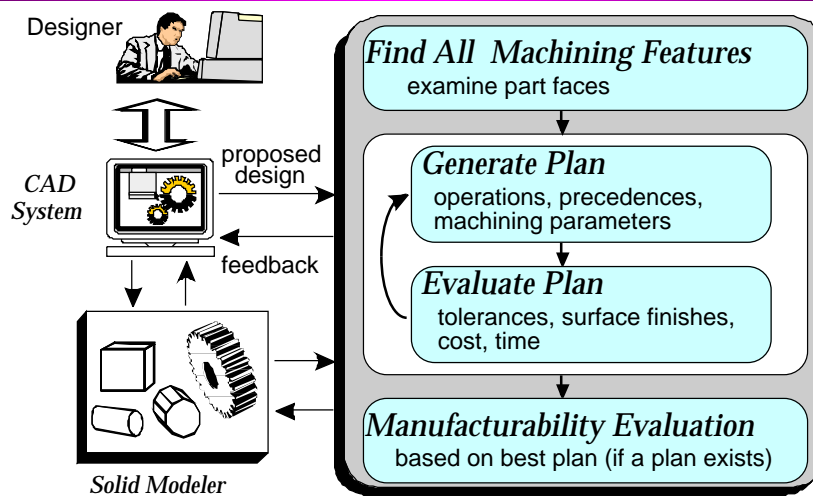 Designer
CAD
System
proposed
design
feedback
Solid Modeler
Find All Machining Features
examine part faces
Generate Plan
operations, precedences,
machining parameters
Evaluate Plan
tolerances, surface finishes,
cost, time
Manufacturability Evaluation
based on best plan (if a plan exists)